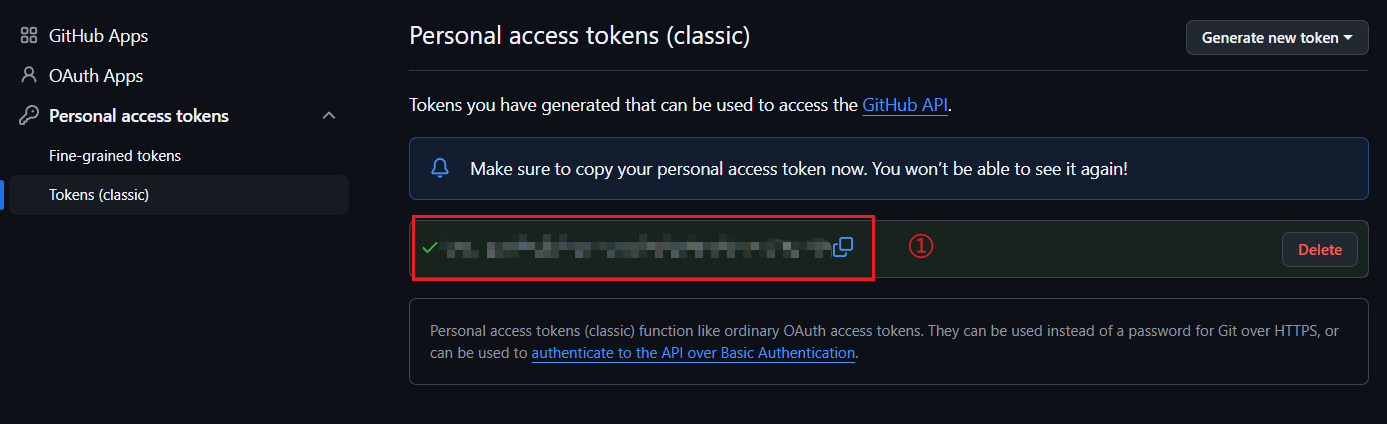 GitHub Apps
OAuth Apps
Personal access tokens
Fine-grained tokens
Tokens (classic)
Personal access tokens (classic)
Generate new token
Tokens you have generated that can be used to access the GitHub API.
Make sure to copy your personal access token now. You won’t be able to see it again!
①
Delete
Personal access tokens (classic) function like ordinary OAuth access tokens. They can be used instead of a password for Git over HTTPS, or
can be used to authenticate to the API over Basic Authentication.